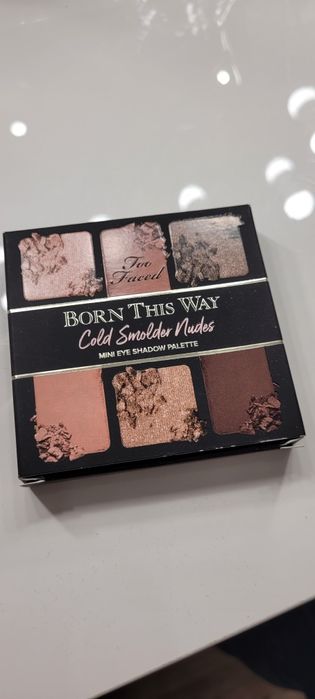 Too
Faced
BORN THIS WAY
Cold Smolder Nudes
MINI EYE SHADOW PALETTE